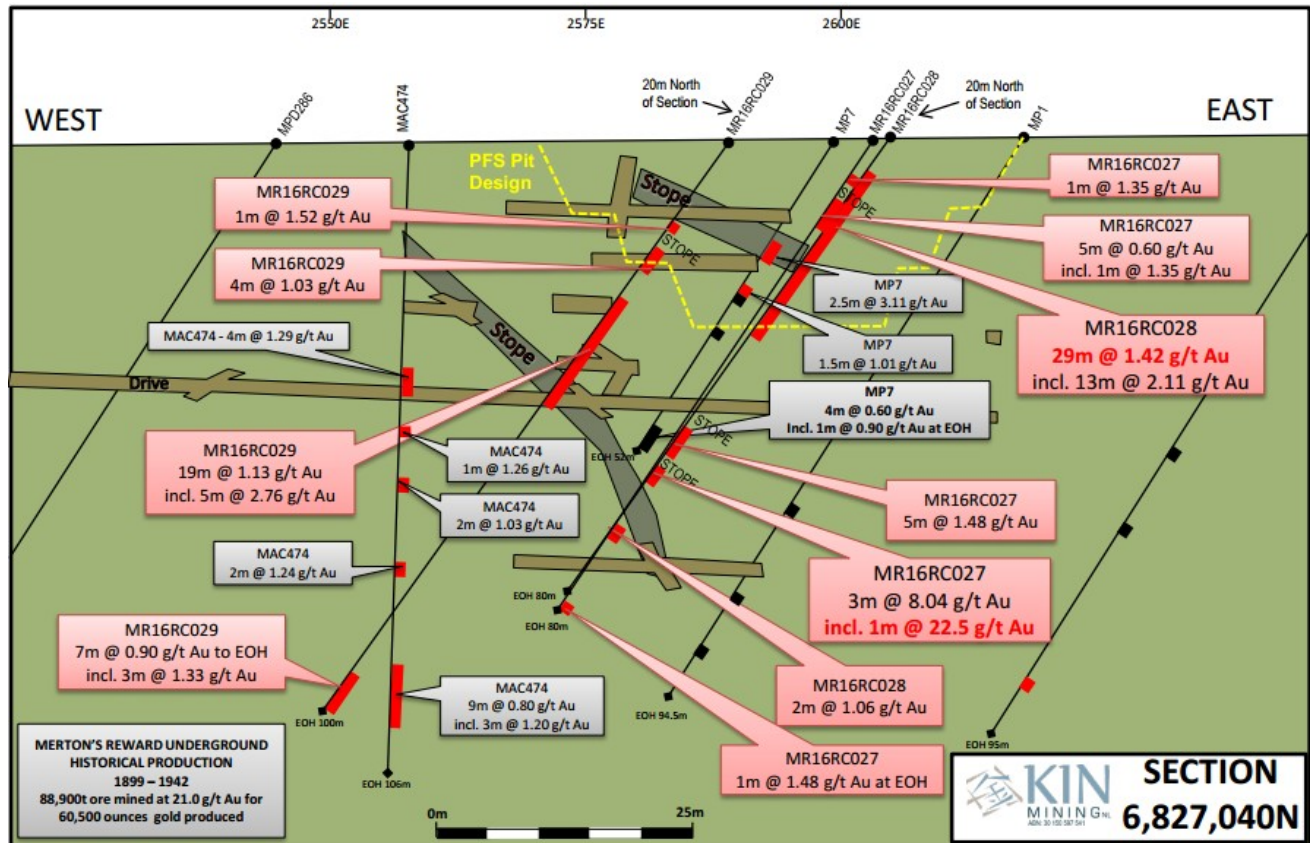 2550E
2575E
2600E
WEST
EAST
MPD286
MAC474
20m North
of Section
MR16RC029
MP7
MR16RC027
MR16RC028
20m North
of Section
MP1
PFS Pit
Design
Stope
Stope
STOPE
STOPE
STOPE
STOPE
Drive
MR16RC029
1m @ 1.52 g/t Au
MR16RC029
4m @ 1.03 g/t Au
MAC474 - 4m @ 1.29 g/t Au
MR16RC029
19m @ 1.13 g/t Au
incl. 5m @ 2.76 g/t Au
MAC474
1m @ 1.26 g/t Au
MAC474
2m @ 1.03 g/t Au
MAC474
2m @ 1.24 g/t Au
MR16RC029
7m @ 0.90 g/t Au to EOH
incl. 3m @ 1.33 g/t Au
MAC474
9m @ 0.80 g/t Au
incl. 3m @ 1.20 g/t Au
MR16RC027
1m @ 1.35 g/t Au
MR16RC027
5m @ 0.60 g/t Au
incl. 1m @ 1.35 g/t Au
MP7
2.5m @ 3.11 g/t Au
MP7
1.5m @ 1.01 g/t Au
MR16RC028
29m @ 1.42 g/t Au
incl. 13m @ 2.11 g/t Au
MP7
4m @ 0.60 g/t Au
Incl. 1m @ 0.90 g/t Au at EOH
MR16RC027
5m @ 1.48 g/t Au
MR16RC027
3m @ 8.04 g/t Au
incl. 1m @ 22.5 g/t Au
MR16RC028
2m @ 1.06 g/t Au
MR16RC027
1m @ 1.48 g/t Au at EOH
EOH 52m
EOH 80m
EOH 80m
EOH 94.5m
EOH 95m
EOH 100m
EOH 106m
MERTON'S REWARD UNDERGROUND
HISTORICAL PRODUCTION
1899 – 1942
88,900t ore mined at 21.0 g/t Au for
60,500 ounces gold produced
0m
25m
KIN
MINING NL
SECTION
6,827,040N